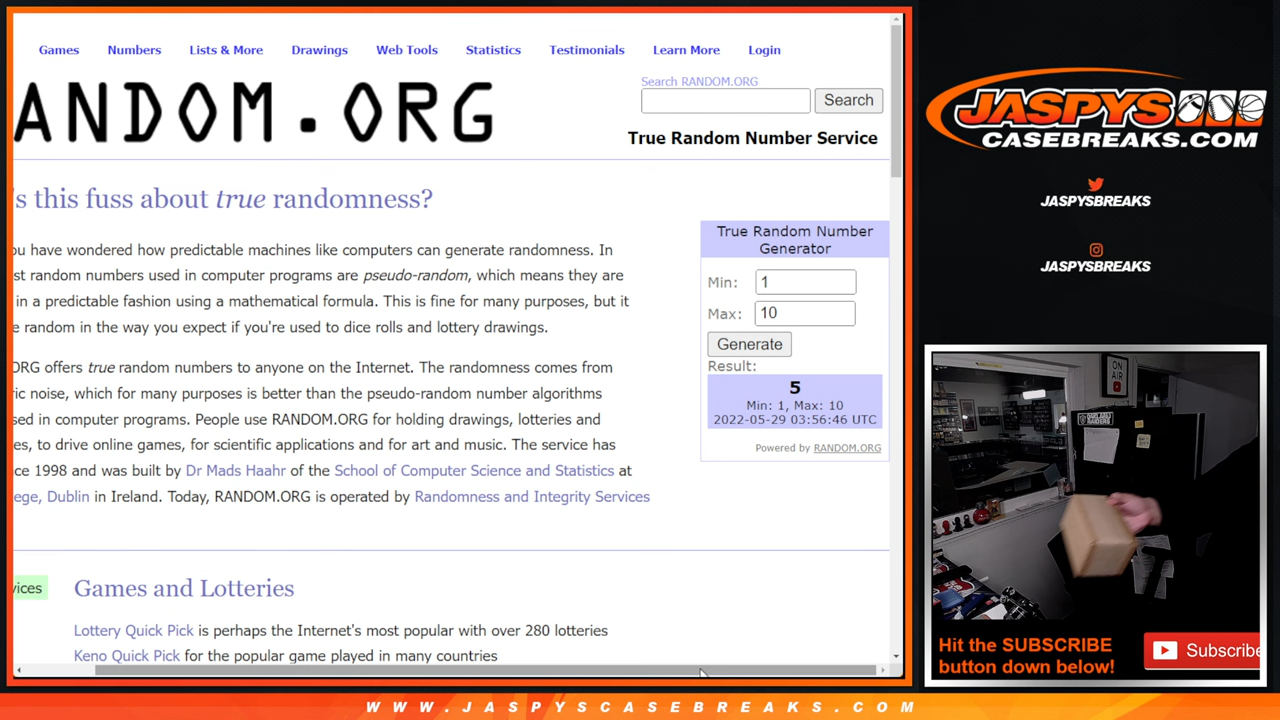 Games Numbers Lists & More Drawings Web Tools Statistics Testimonials Learn More Login
ANDOM.ORG
Search RANDOM.ORG
Search
True Random Number Service
's this fuss about true randomness?
ou have wondered how predictable machines like computers can generate randomness. In
st random numbers used in computer programs are pseudo-random, which means they are
in a predictable fashion using a mathematical formula. This is fine for many purposes, but it
e random in the way you expect if you're used to dice rolls and lottery drawings.
ORG offers true random numbers to anyone on the Internet. The randomness comes from
ric noise, which for many purposes is better than the pseudo-random number algorithms
sed in computer programs. People use RANDOM.ORG for holding drawings, lotteries and
es, to drive online games, for scientific applications and for art and music. The service has
ce 1998 and was built by Dr Mads Haahr of the School of Computer Science and Statistics at
ege, Dublin in Ireland. Today, RANDOM.ORG is operated by Randomness and Integrity Services
True Random Number
Generator
Min: 1
Max: 10
Generate
Result:
5
Min: 1, Max: 10
2022-05-29 03:56:46 UTC
Powered by RANDOM.ORG
vices
Games and Lotteries
Lottery Quick Pick is perhaps the Internet's most popular with over 280 lotteries
Keno Quick Pick for the popular game played in many countries
JASPYS
CASEBREAKS.COM
JASPYSBREAKS
JASPYSBREAKS
ON
AIR
Hit the SUBSCRIBE
button down below!
Subscribe
WWW.JASPYSCASEBREAKS.COM